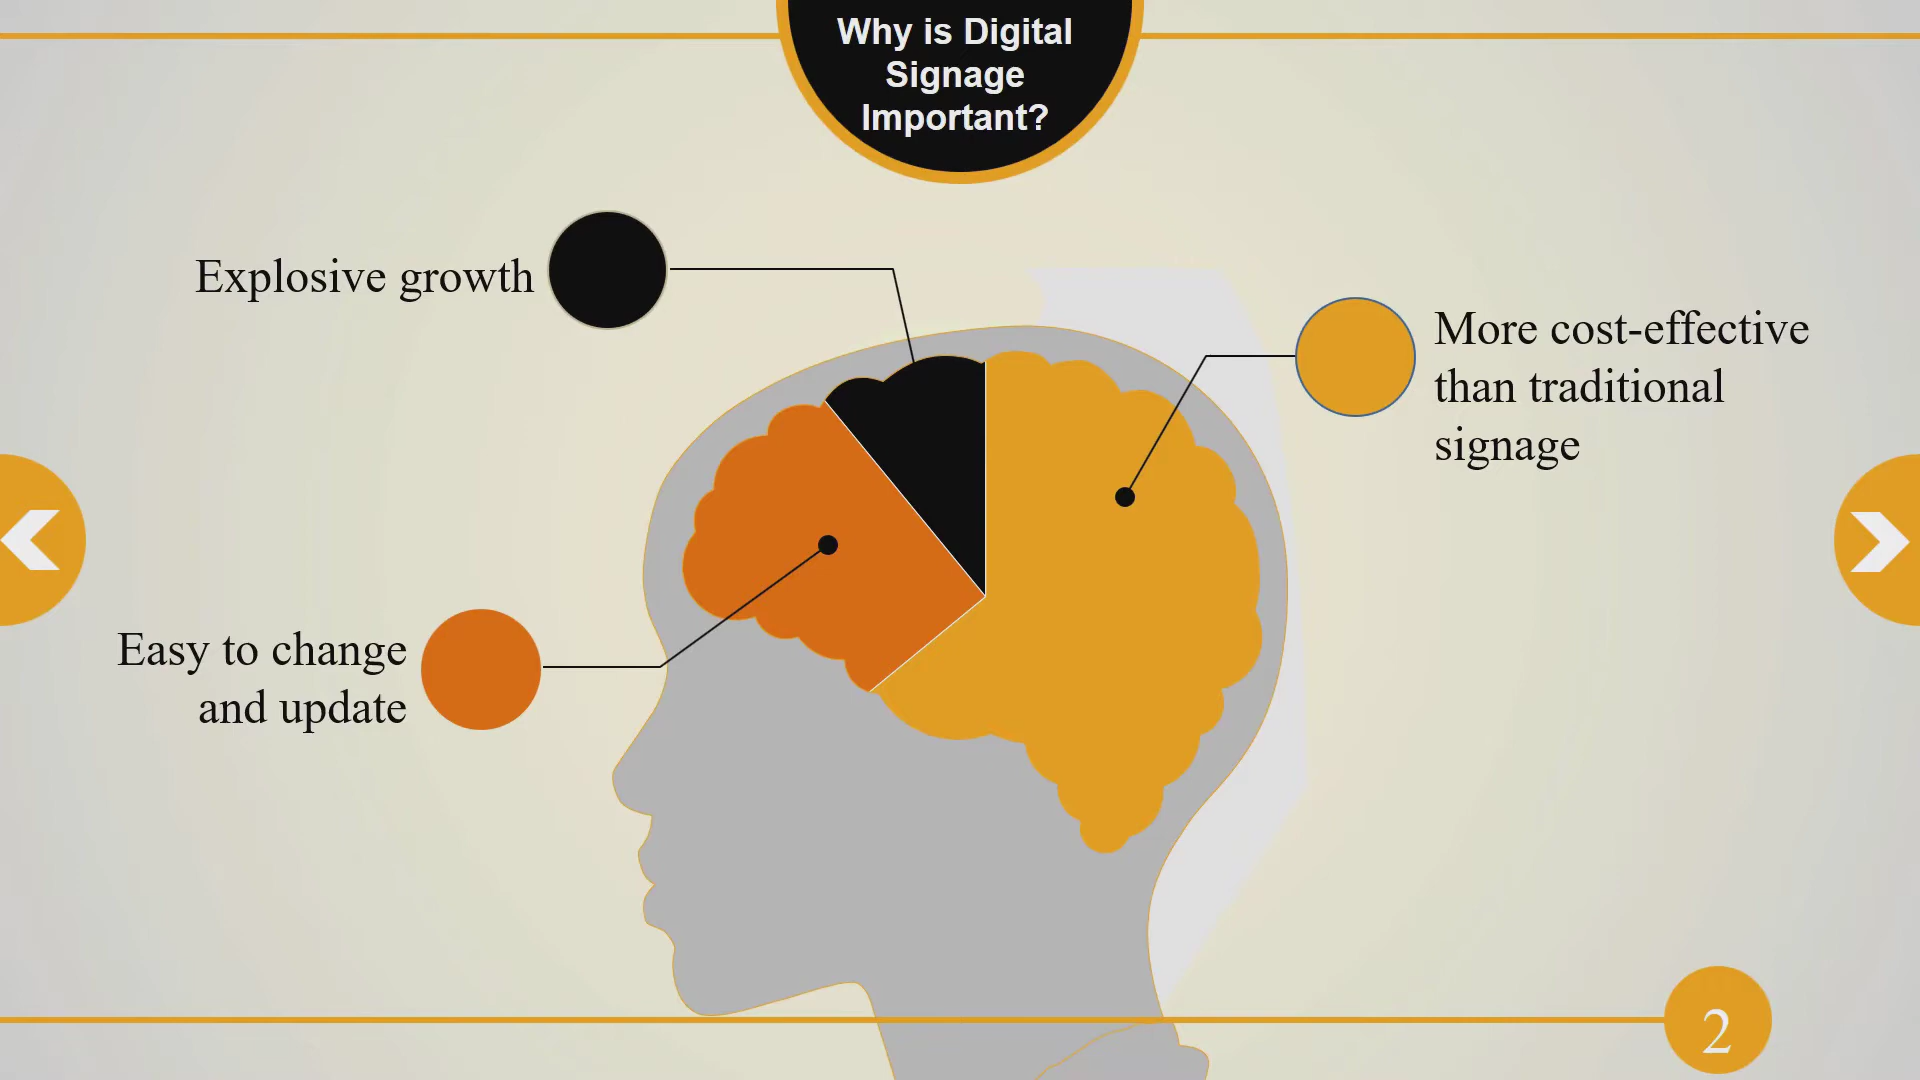 Why is Digital
Signage
Important?
Explosive growth
More cost-effective
than traditional
signage
Easy to change
and update
2